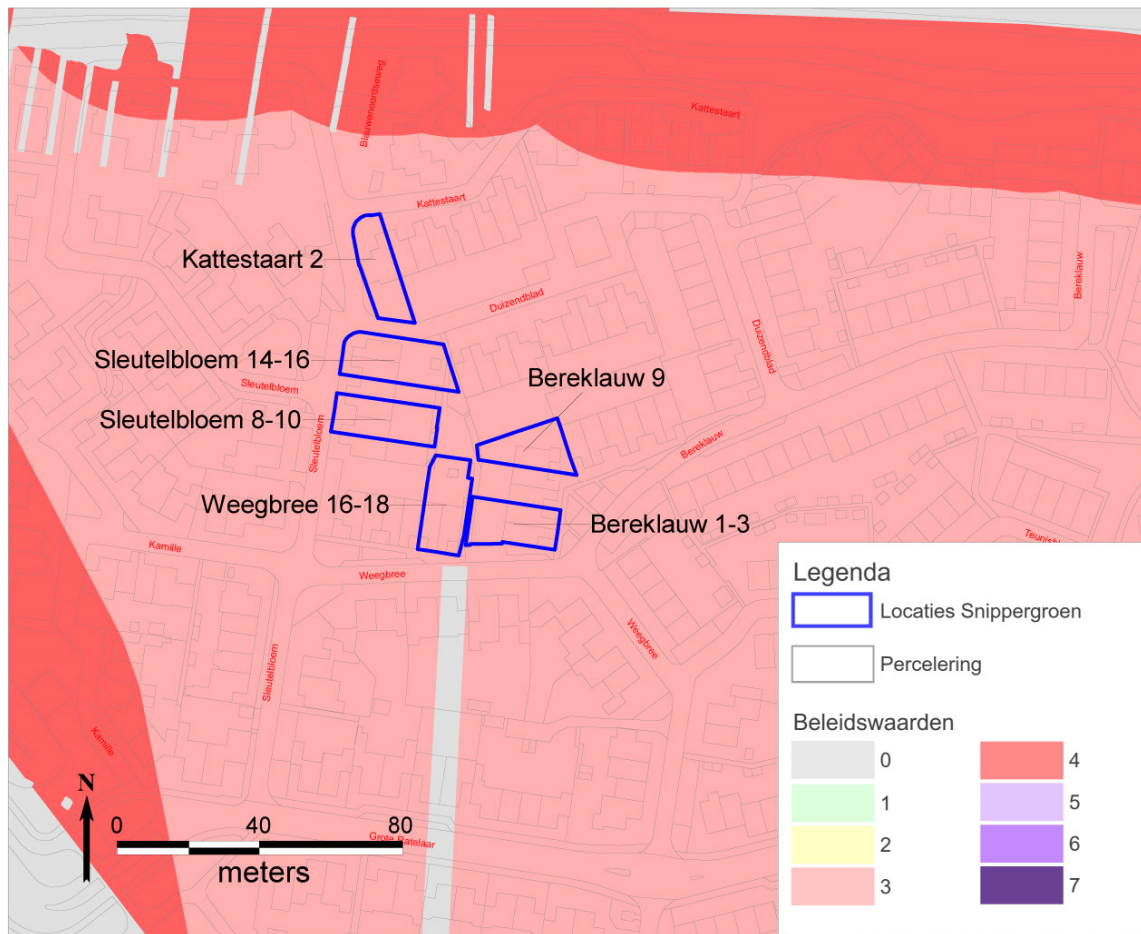 Blauwenoordseweg
Kattestaart
Kattestaart
Kattestaart 2
Duizendblad
Bereklauw
Duizendblad
Sleutelbloem 14-16
Bereklauw 9
Sleutelbloem
Sleutelbloem 8-10
Sleutelbloem
Bereklauw
Weegbree 16-18
Bereklauw 1-3
Kamille
Weegbree
Weegbree
Sleutelbloem
Kamille
Grote Ratelaar
N
0 40 80
meters
Legenda
Locaties Snippergroen
Percelering
Beleidswaarden
0 4
1 5
2 6
3 7